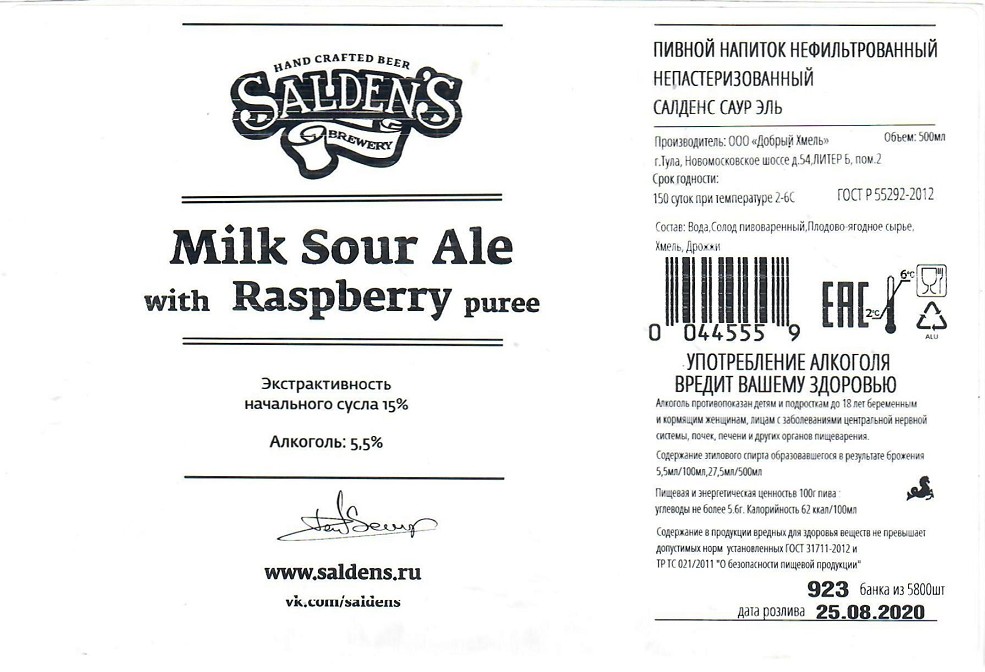 HAND CRAFTED BEER
SALDEN'S
BREWERY
Milk Sour Ale
with Raspberry puree
Экстрактивность
начального сусла 15%
Алкоголь: 5,5%
www.saldens.ru
vk.com/saldens
ПИВНОЙ НАПИТОК НЕФИЛЬТРОВАННЫЙ
НЕПАСТЕРИЗОВАННЫЙ
САЛДЕНС САУР ЭЛЬ
Производитель: ООО «Добрый Хмель» Объем: 500мл
г.Тула, Новомосковское шоссе д.54,ЛИТЕР Б, пом.2
Срок годности:
150 суток при температуре 2-6С ГОСТ Р 55292-2012
Состав: Вода,Солод пивоваренный,Плодово-ягодное сырье,
Хмель, Дрожжи
0 044555 9
EAC
6°С
2°С
ALU
УПОТРЕБЛЕНИЕ АЛКОГОЛЯ
ВРЕДИТ ВАШЕМУ ЗДОРОВЬЮ
Алкоголь противопоказан детям и подросткам до 18 лет беременным
и кормящим женщинам, лицам с заболеваниями центральной нервной
системы, почек, печени и других органов пищеварения.
Содержание этилового спирта образовавшегося в результате брожения
5,5мл/100мл,27,5мл/500мл
Пищевая и энергетическая ценностьв 100г пива
углеводы не более 5.6г. Калорийность 62 ккал/100мл
Содержание в продукции вредных для здоровья веществ не превышает
допустимых норм установленных ГОСТ 31711-2012 и
ТР ТС 021/2011 "О безопасности пищевой продукции"
923 банка из 5800шт
дата розлива 25.08.2020